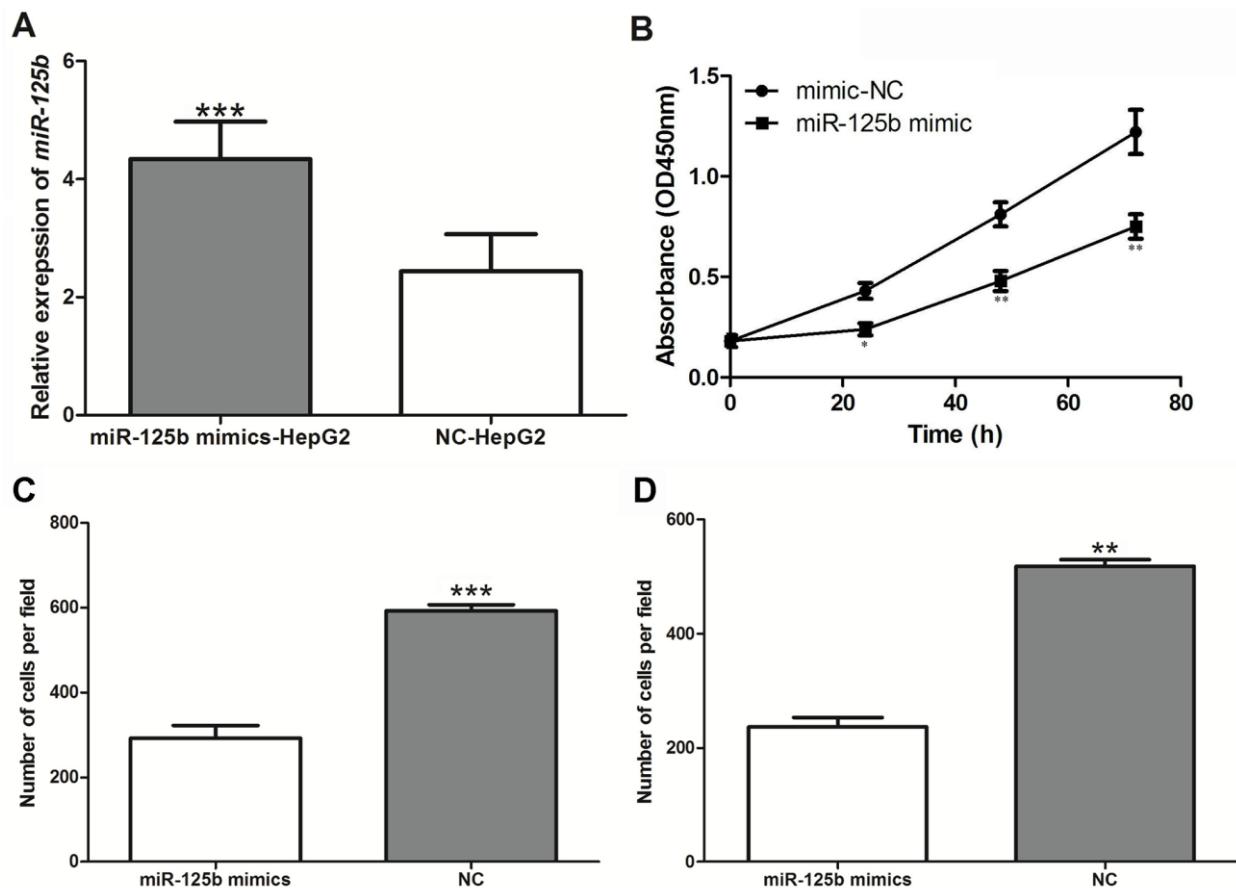 A
Relative exrepssion of miR-125b
6
4
2
0
***
miR-125b mimics-HepG2
NC-HepG2
B
Absorbance (OD450nm)
1.5
1.0
0.5
0.0
mimic-NC
miR-125b mimic
*
**
**
0
20
40
60
80
Time (h)
C
Number of cells per field
800
600
400
200
0
***
miR-125b mimics
NC
D
Number of cells per field
600
400
200
0
**
miR-125b mimics
NC